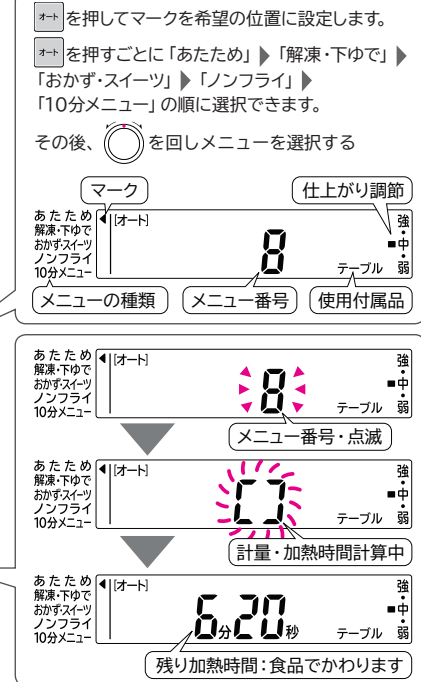 オートを押してマークを希望の位置に設定します。
オートを押すごとに「あたため」▶「解凍・下ゆで」▶
「おかず・スイーツ」▶「ノンフライ」▶
「10分メニュー」の順に選択できます。
その後、を回しメニューを選択する
マーク
仕上がり調節
あたため
解凍・下ゆで
おかず・スイーツ
ノンフライ
10分メニュー
[オート]
8
テーブル
強
・
中
・
弱
メニューの種類
メニュー番号
使用付属品
あたため
解凍・下ゆで
おかず・スイーツ
ノンフライ
10分メニュー
[オート]
8
テーブル
強
・
中
・
弱
メニュー番号・点滅
あたため
解凍・下ゆで
おかず・スイーツ
ノンフライ
10分メニュー
[オート]
テーブル
強
・
中
・
弱
計量・加熱時間計算中
あたため
解凍・下ゆで
おかず・スイーツ
ノンフライ
10分メニュー
[オート]
6分20秒
テーブル
強
・
中
・
弱
残り加熱時間：食品でかわります